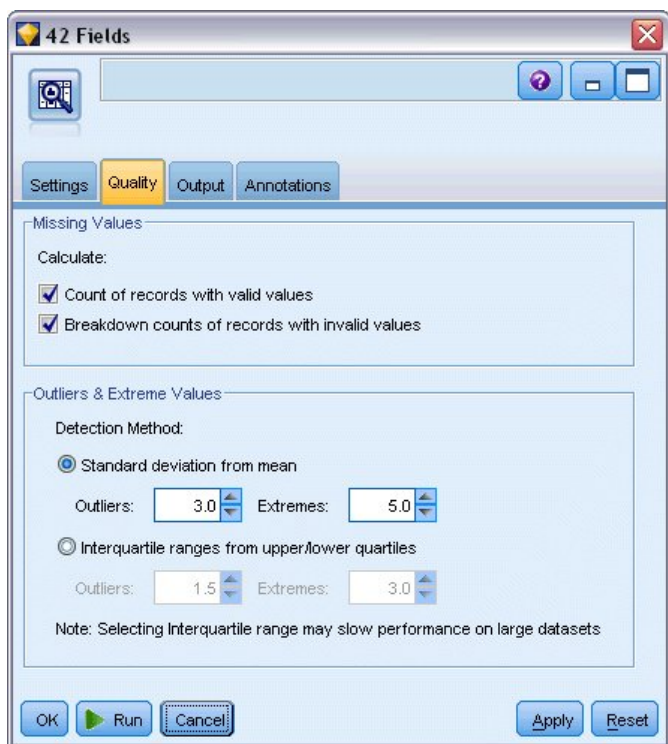 42 Fields
Settings Quality Output Annotations
Missing Values
Calculate:
Count of records with valid values
Breakdown counts of records with invalid values
Outliers & Extreme Values
Detection Method:
Standard deviation from mean
Outliers: 3.0 Extremes: 5.0
Interquartile ranges from upper/lower quartiles
Outliers: 1.5 Extremes: 3.0
Note: Selecting Interquartile range may slow performance on large datasets
OK Run Cancel Apply Reset